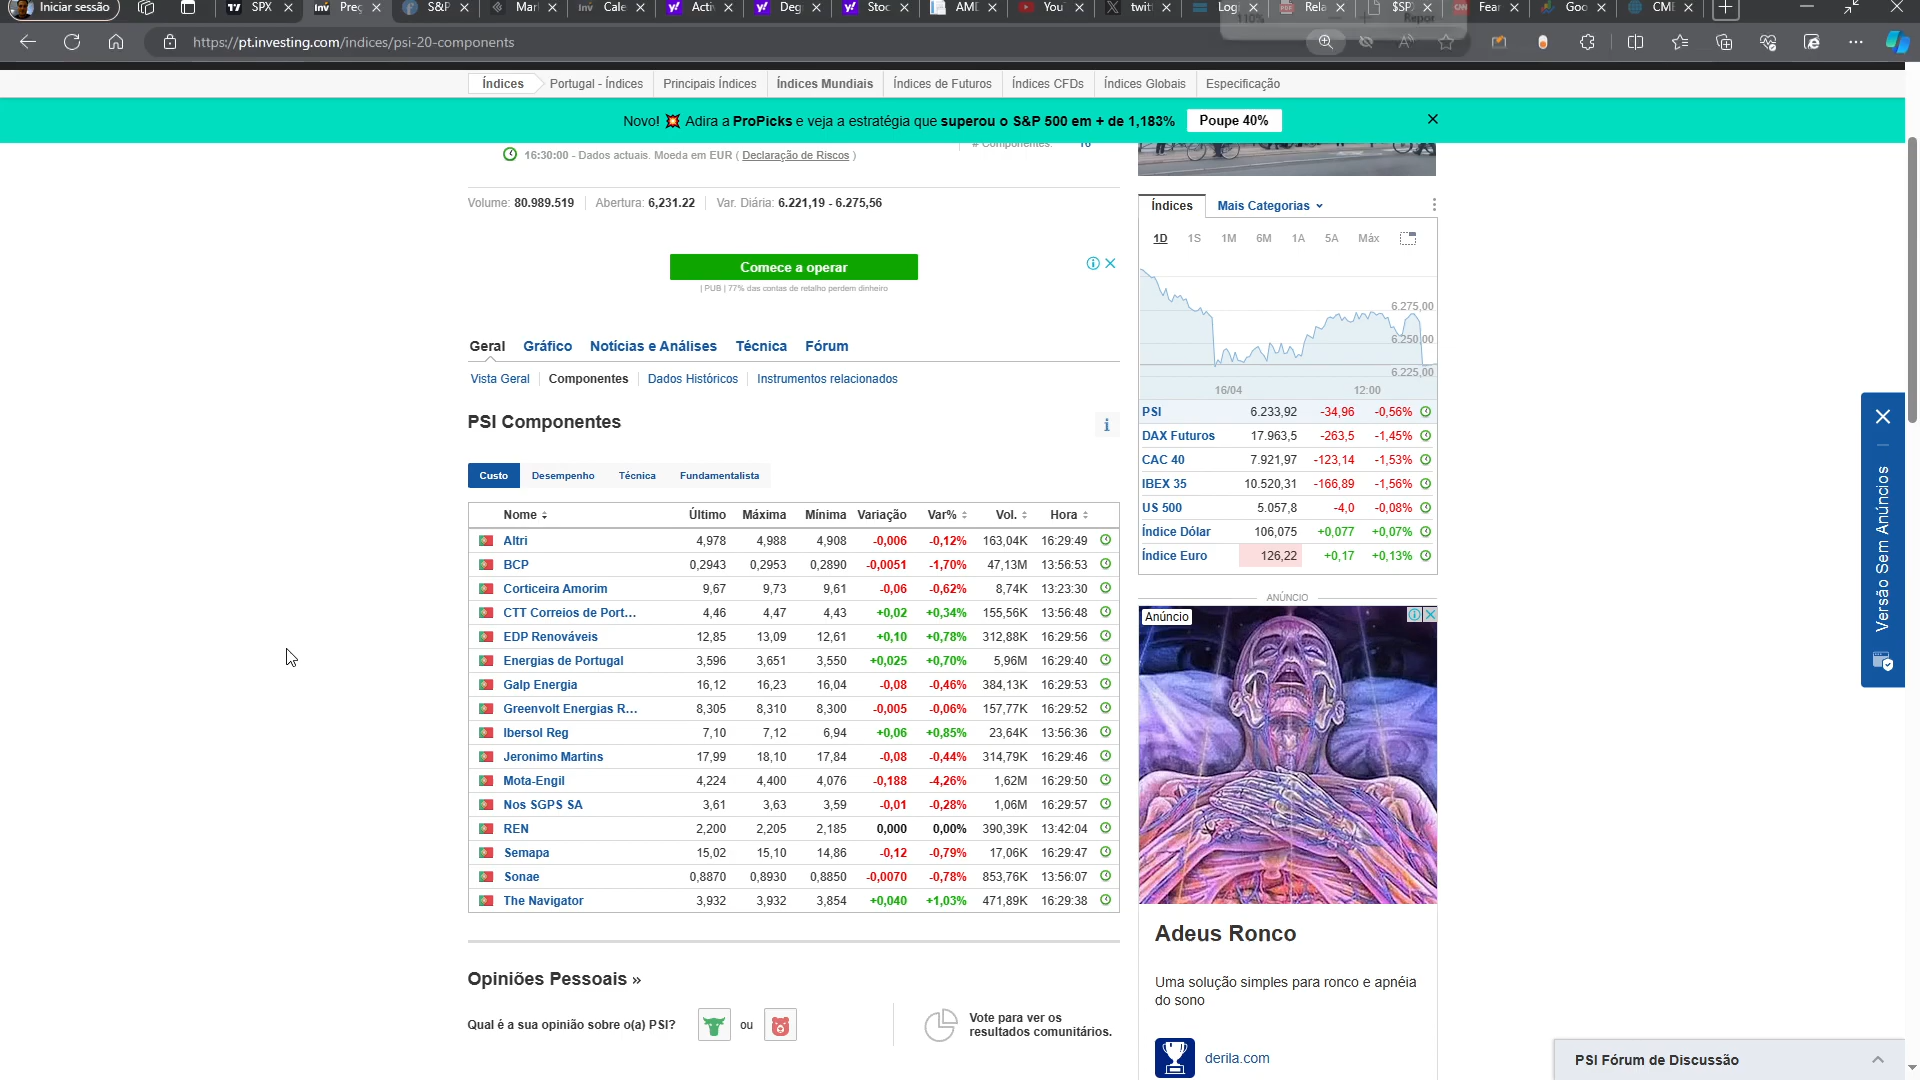 Iniciar sessão
SPX
Preç
S&P
Mari
Cale
Acti
Deg
Stoc
AMD
You
twitt
Logi
Rela
$SP
Fear
Goo
CME
https://pt.investing.com/indices/psi-20-components
110%
Índices
Portugal - Índices
Principais Índices
Índices Mundiais
Índices de Futuros
Índices CFDs
Índices Globais
Especificação
Novo! 💥 Adira a ProPicks e veja a estratégia que superou o S&P 500 em + de 1,183%
Poupe 40%
16:30:00 - Dados actuais. Moeda em EUR ( Declaração de Riscos )
# Componentes:
Volume: 80.989.519
Abertura: 6,231.22
Var. Diária: 6.221,19 - 6.275,56
Comece a operar
| PUB | 77% das contas de retalho perdem dinheiro
Geral
Gráfico
Notícias e Análises
Técnica
Fórum
Vista Geral
Componentes
Dados Históricos
Instrumentos relacionados
PSI Componentes
Custo
Desempenho
Técnica
Fundamentalista
Nome Último Máxima Mínima Variação Var% Vol. Hora
Altri 4,978 4,988 4,908 -0,006 -0,12% 163,04K 16:29:49
BCP 0,2943 0,2953 0,2890 -0,0051 -1,70% 47,13M 13:56:53
Corticeira Amorim 9,67 9,73 9,61 -0,06 -0,62% 8,74K 13:23:30
CTT Correios de Port... 4,46 4,47 4,43 +0,02 +0,34% 155,56K 13:56:48
EDP Renováveis 12,85 13,09 12,61 +0,10 +0,78% 312,88K 16:29:56
Energias de Portugal 3,596 3,651 3,550 +0,025 +0,70% 5,96M 16:29:40
Galp Energia 16,12 16,23 16,04 -0,08 -0,46% 384,13K 16:29:53
Greenvolt Energias R... 8,305 8,310 8,300 -0,005 -0,06% 157,77K 16:29:52
Ibersol Reg 7,10 7,12 6,94 +0,06 +0,85% 23,64K 13:56:36
Jeronimo Martins 17,99 18,10 17,84 -0,08 -0,44% 314,79K 16:29:46
Mota-Engil 4,224 4,400 4,076 -0,188 -4,26% 1,62M 16:29:50
Nos SGPS SA 3,61 3,63 3,59 -0,01 -0,28% 1,06M 16:29:57
REN 2,200 2,205 2,185 0,000 0,00% 390,39K 13:42:04
Semapa 15,02 15,10 14,86 -0,12 -0,79% 17,06K 16:29:47
Sonae 0,8870 0,8930 0,8850 -0,0070 -0,78% 853,76K 13:56:07
The Navigator 3,932 3,932 3,854 +0,040 +1,03% 471,89K 16:29:38
Opiniões Pessoais »
Qual é a sua opinião sobre o(a) PSI?
ou
Vote para ver os
resultados comunitários.
Índices
Mais Categorias
1D 1S 1M 6M 1A 5A Máx
6.275,00
6.250,00
6.225,00
16/04
12:00
PSI 6.233,92 -34,96 -0,56%
DAX Futuros 17.963,5 -263,5 -1,45%
CAC 40 7.921,97 -123,14 -1,53%
IBEX 35 10.520,31 -166,89 -1,56%
US 500 5.057,8 -4,0 -0,08%
Índice Dólar 106,075 +0,077 +0,07%
Índice Euro 126,22 +0,17 +0,13%
ANÚNCIO
Anúncio
Adeus Ronco
Uma solução simples para ronco e apnéia
do sono
derila.com
Versão Sem Anúncios
PSI Fórum de Discussão